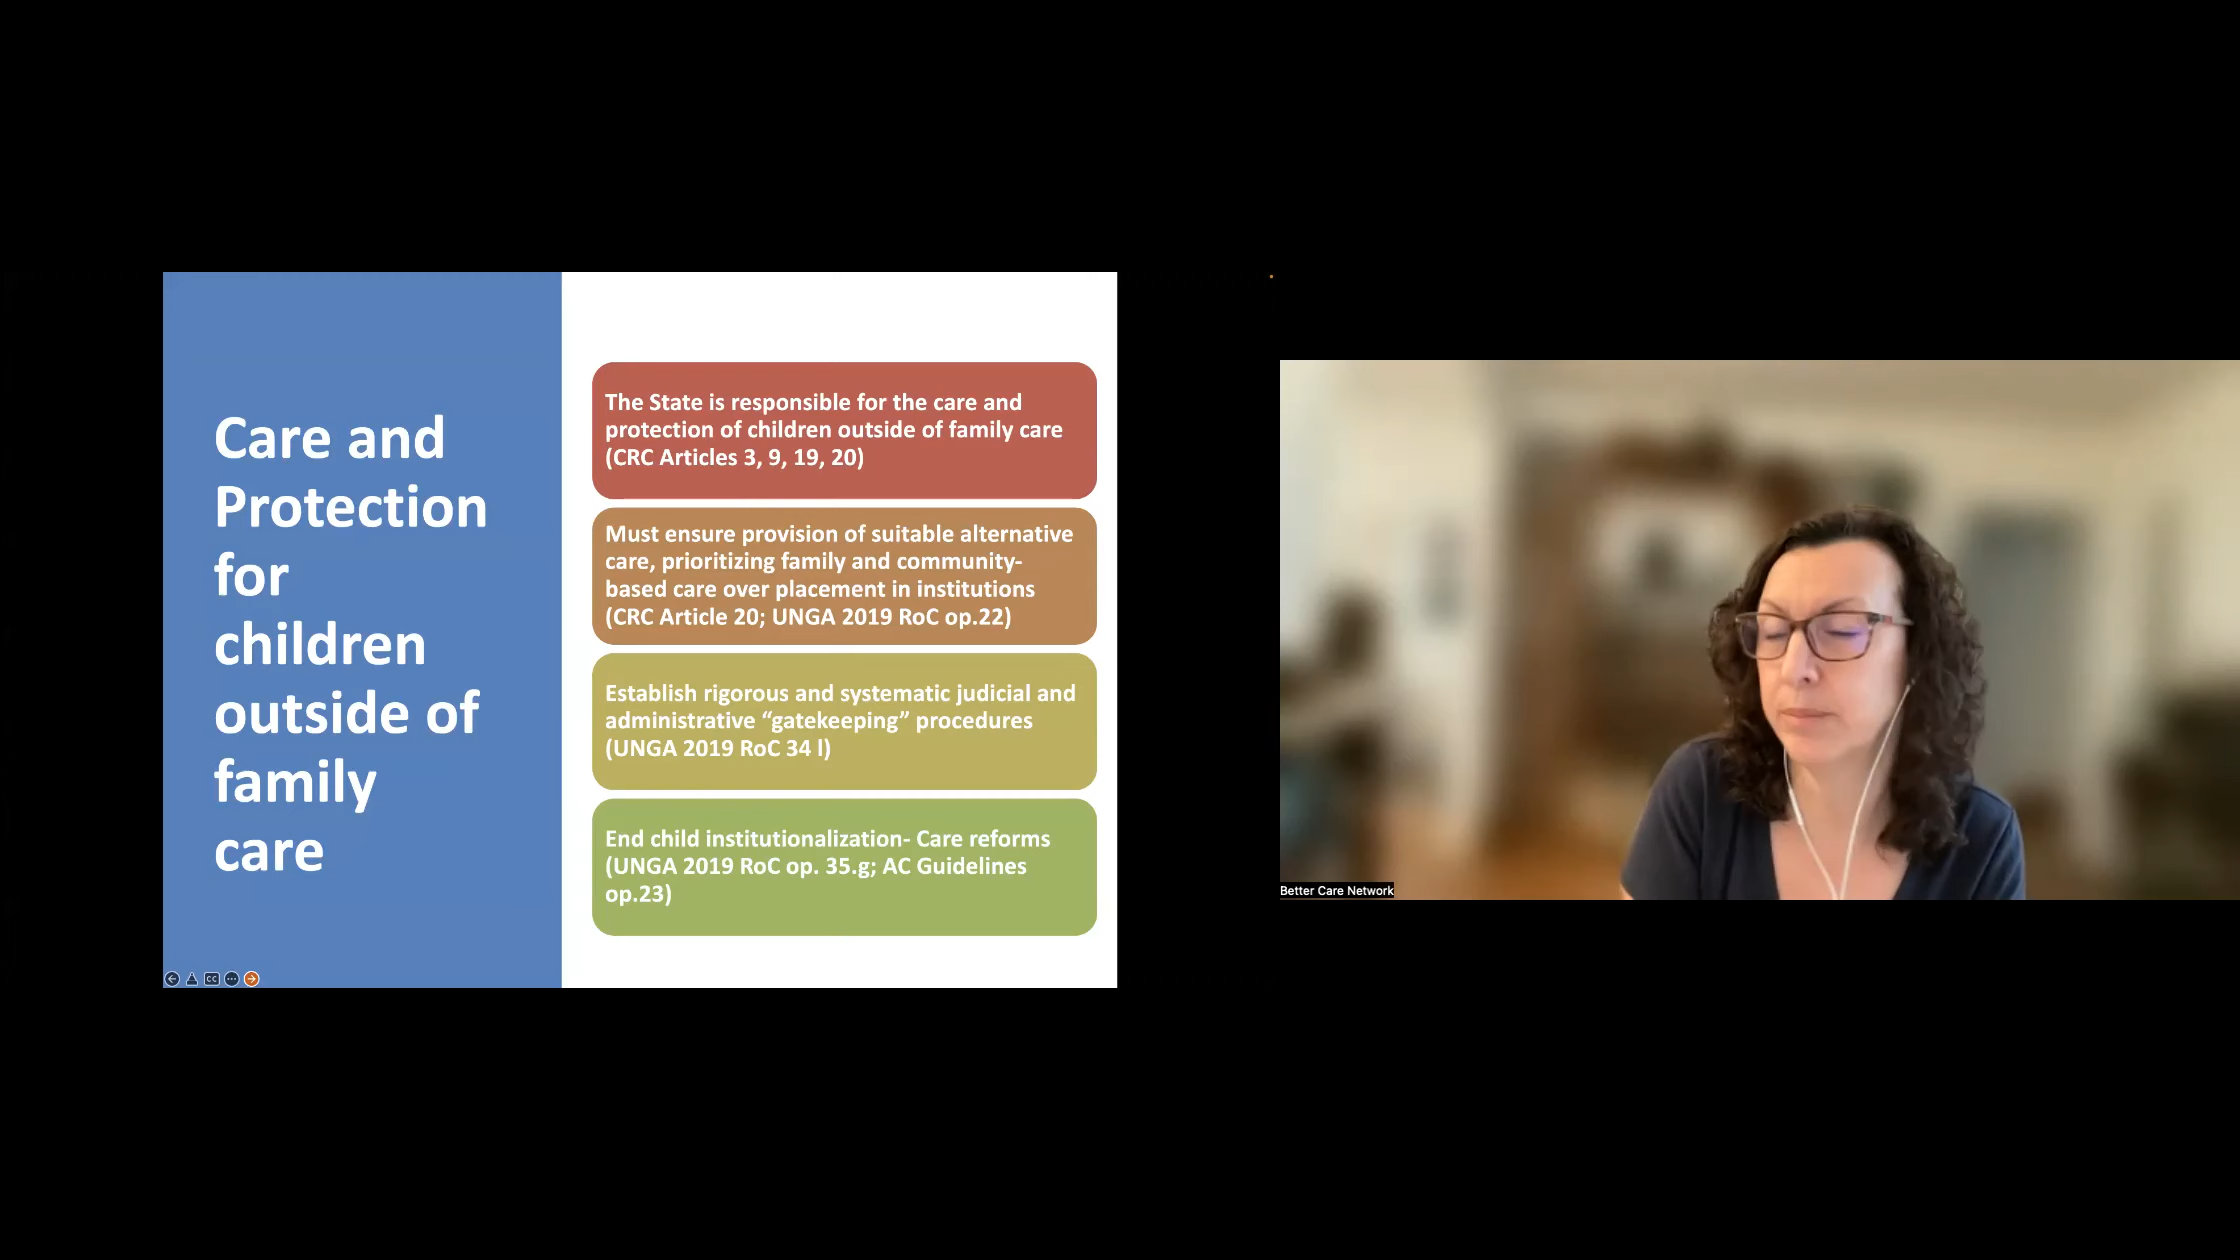 Care and
Protection
for
children
outside of
family
care
The State is responsible for the care and
protection of children outside of family care
(CRC Articles 3, 9, 19, 20)
Must ensure provision of suitable alternative
care, prioritizing family and community-
based care over placement in institutions
(CRC Article 20; UNGA 2019 RoC op.22)
Establish rigorous and systematic judicial and
administrative “gatekeeping” procedures
(UNGA 2019 RoC 34 l)
End child institutionalization- Care reforms
(UNGA 2019 RoC op. 35.g; AC Guidelines
op.23)
CC
Better Care Network